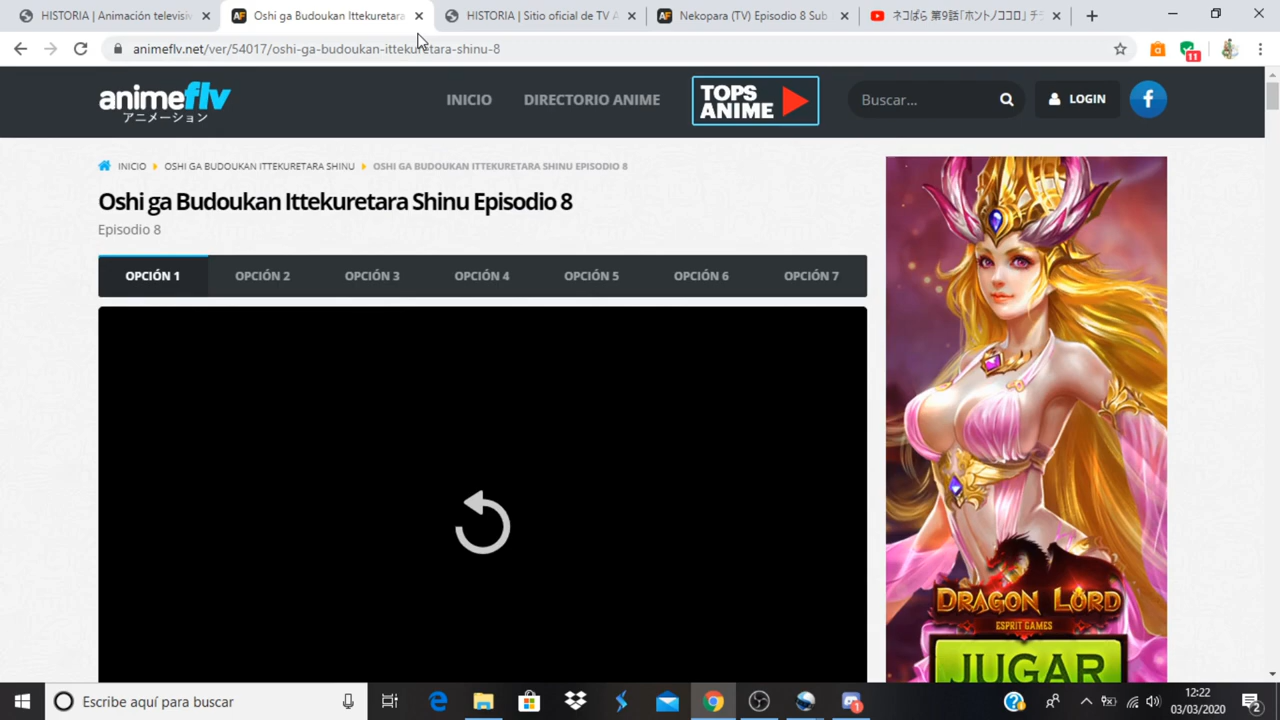 HISTORIA | Animación televisi
Oshi ga Budoukan Ittekuretara
HISTORIA | Sitio oficial de TV A
Nekopara (TV) Episodio 8 Sub
ネコぱら 第9話「ホントノココロ」 テ
animeflv.net/ver/54017/oshi-ga-budoukan-ittekuretara-shinu-8
11
animeflv
アニメーション
INICIO
DIRECTORIO ANIME
TOPS
ANIME
Buscar...
LOGIN
INICIO
OSHI GA BUDOUKAN ITTEKURETARA SHINU
OSHI GA BUDOUKAN ITTEKURETARA SHINU EPISODIO 8
Oshi ga Budoukan Ittekuretara Shinu Episodio 8
Episodio 8
OPCIÓN 1
OPCIÓN 2
OPCIÓN 3
OPCIÓN 4
OPCIÓN 5
OPCIÓN 6
OPCIÓN 7
DRAGON LORD
ESPRIT GAMES
JUGAR
Escribe aquí para buscar
12:22
03/03/2020